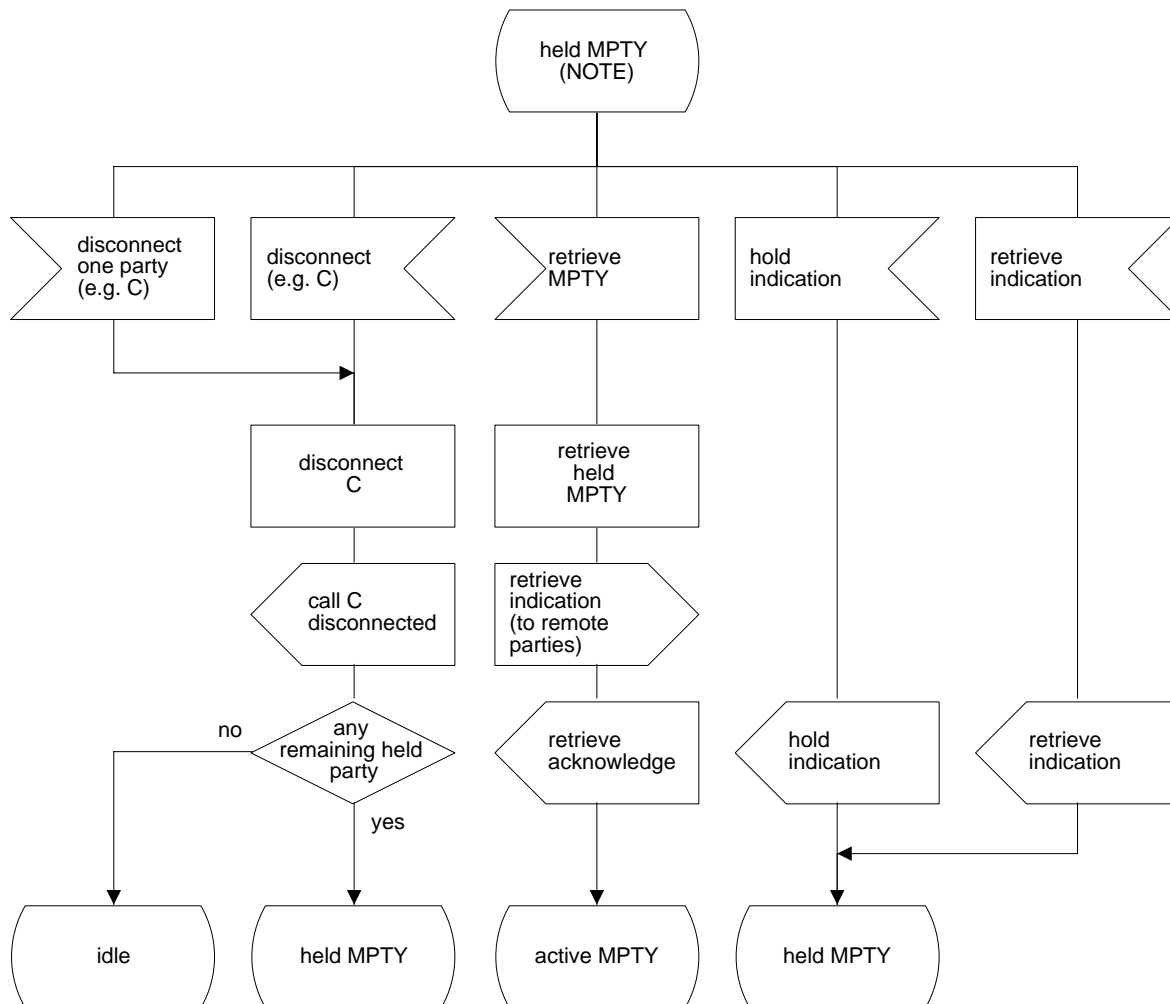 held MPTY
(NOTE)
disconnect
one party
(e.g. C)
disconnect
(e.g. C)
retrieve
MPTY
hold
indication
retrieve
indication
disconnect
C
retrieve
held
MPTY
call C
disconnected
retrieve
indication
(to remote
parties)
no
any
remaining held
party
yes
retrieve
acknowledge
hold
indication
retrieve
indication
idle
held MPTY
active MPTY
held MPTY